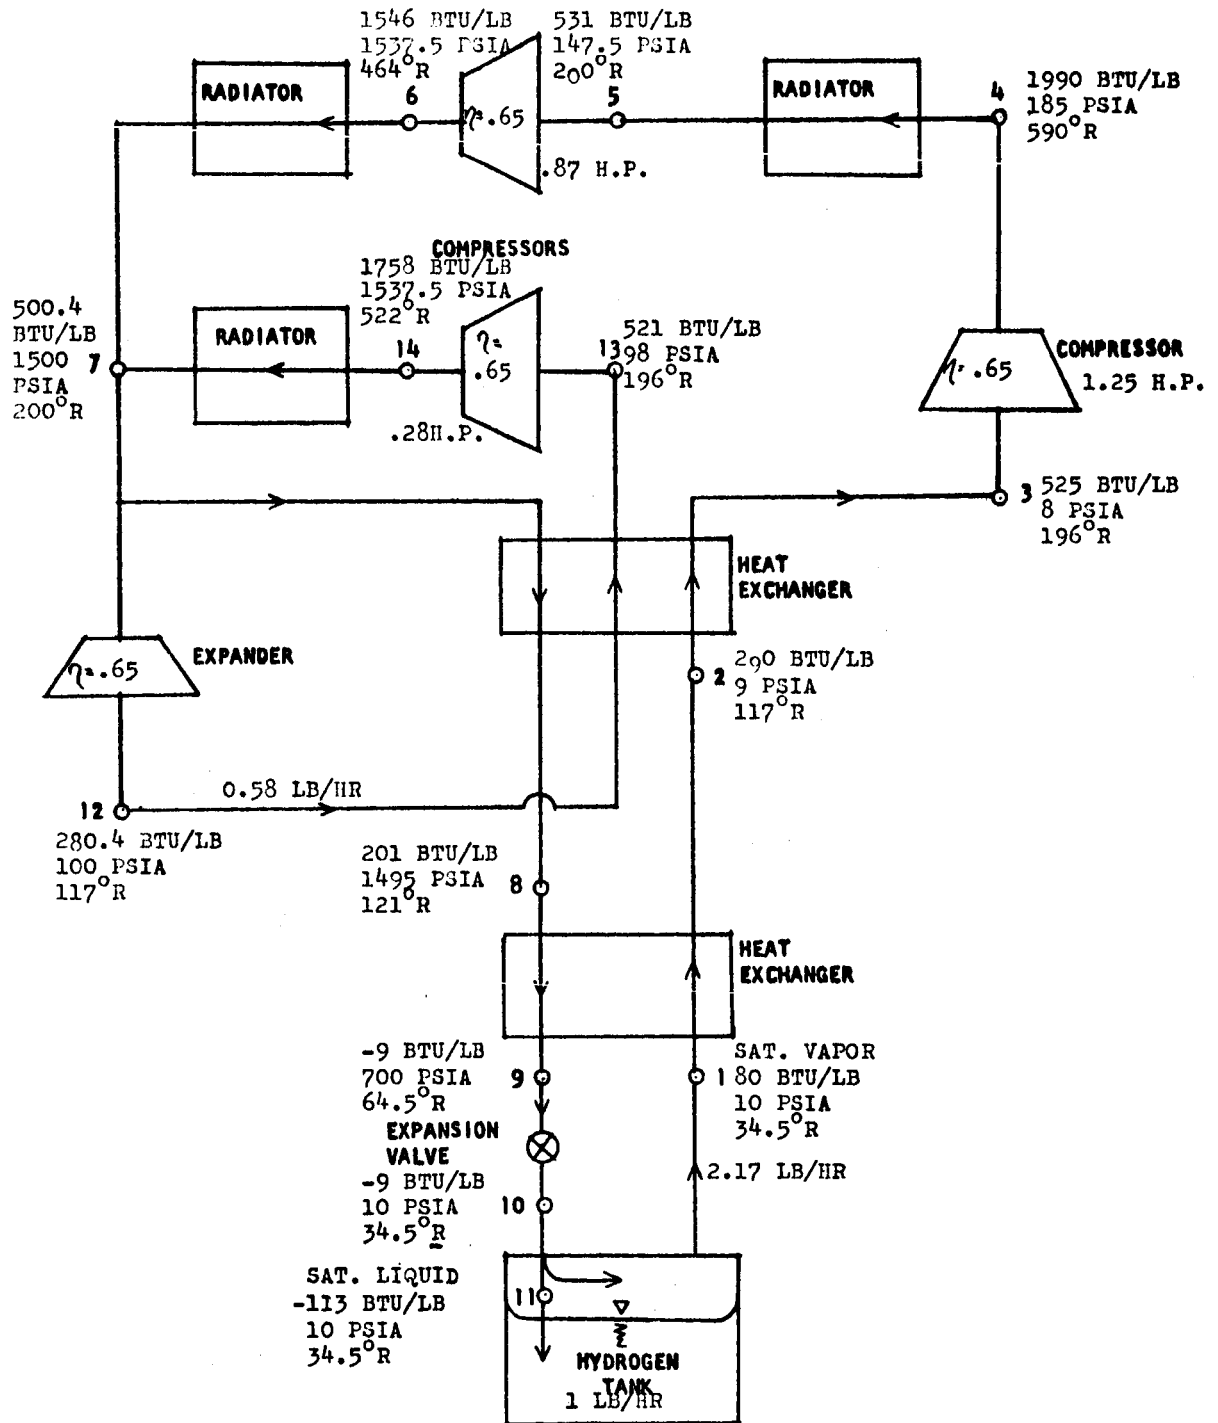 1546 BTU/LB
1537.5 PSIA
464°R
6
531 BTU/LB
147.5 PSIA
200°R
5
RADIATOR
η=.65
.87 H.P.
RADIATOR
4
1990 BTU/LB
185 PSIA
590°R
COMPRESSORS
1758 BTU/LB
1537.5 PSIA
522°R
14
RADIATOR
η=
.65
.28H.P.
13
521 BTU/LB
98 PSIA
196°R
500.4
BTU/LB
1500
PSIA
200°R
7
η=.65
COMPRESSOR
1.25 H.P.
3
525 BTU/LB
8 PSIA
196°R
HEAT
EXCHANGER
η=.65
EXPANDER
2
290 BTU/LB
9 PSIA
117°R
0.58 LB/HR
12
280.4 BTU/LB
100 PSIA
117°R
201 BTU/LB
1495 PSIA
121°R
8
HEAT
EXCHANGER
-9 BTU/LB
700 PSIA
64.5°R
9
SAT. VAPOR
1
80 BTU/LB
10 PSIA
34.5°R
EXPANSION
VALVE
2.17 LB/HR
-9 BTU/LB
10 PSIA
34.5°R
10
SAT. LIQUID
-113 BTU/LB
10 PSIA
34.5°R
11
HYDROGEN
TANK
1 LB/HR